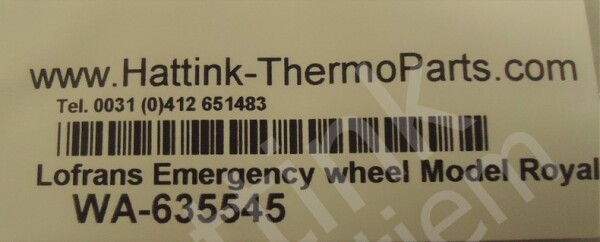 www.Hattink-ThermoParts.com
Tel. 0031 (0)412 651483
Lofrans Emergency wheel Model Royal
WA-635545